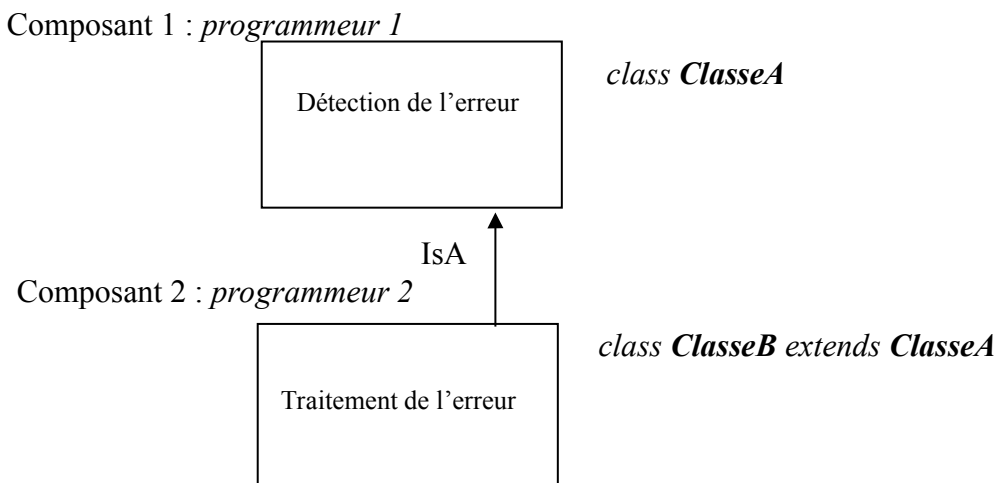 Composant 1 : programmeur 1
class ClasseA
Détection de l’erreur
IsA
Composant 2 : programmeur 2
class ClasseB extends ClasseA
Traitement de l’erreur